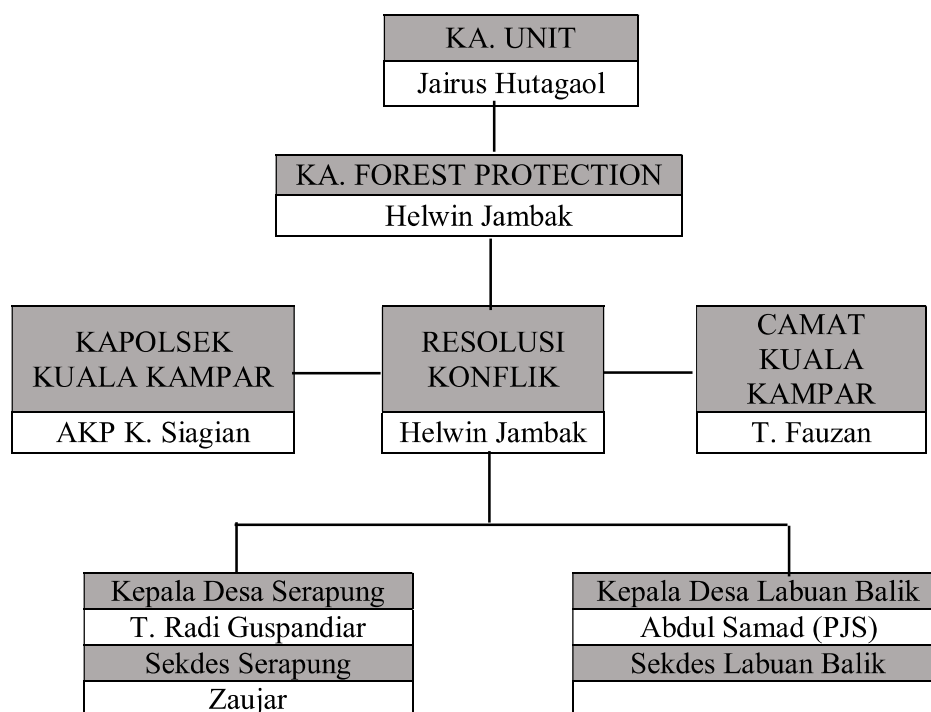 KA. UNIT
Jairus Hutagaol
KA. FOREST PROTECTION
Helwin Jambak
KAPOLSEK
KUALA KAMPAR
AKP K. Siagian
RESOLUSI
KONFLIK
Helwin Jambak
CAMAT
KUALA
KAMPAR
T. Fauzan
Kepala Desa Serapung
T. Radi Guspandiar
Sekdes Serapung
Zaujar
Kepala Desa Labuan Balik
Abdul Samad (PJS)
Sekdes Labuan Balik